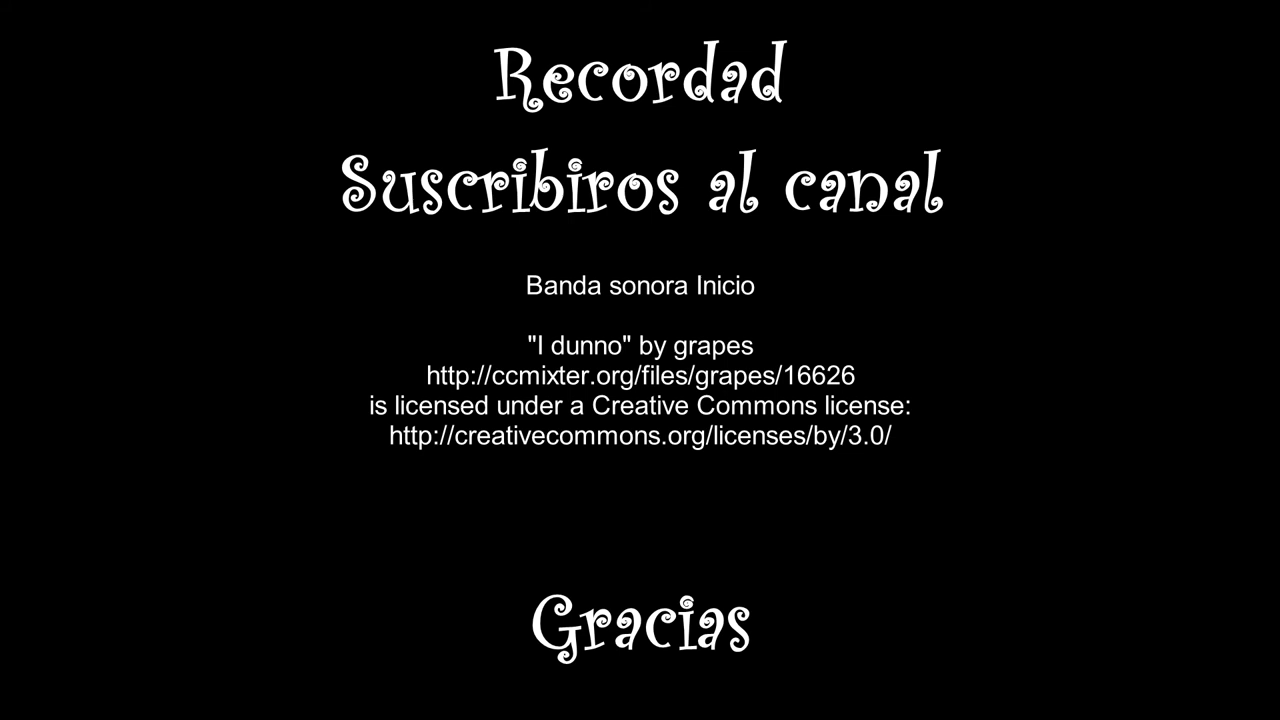 Recordad
Suscribiros al canal
Banda sonora Inicio
"I dunno" by grapes
http://ccmixter.org/files/grapes/16626
is licensed under a Creative Commons license:
http://creativecommons.org/licenses/by/3.0/
Gracias